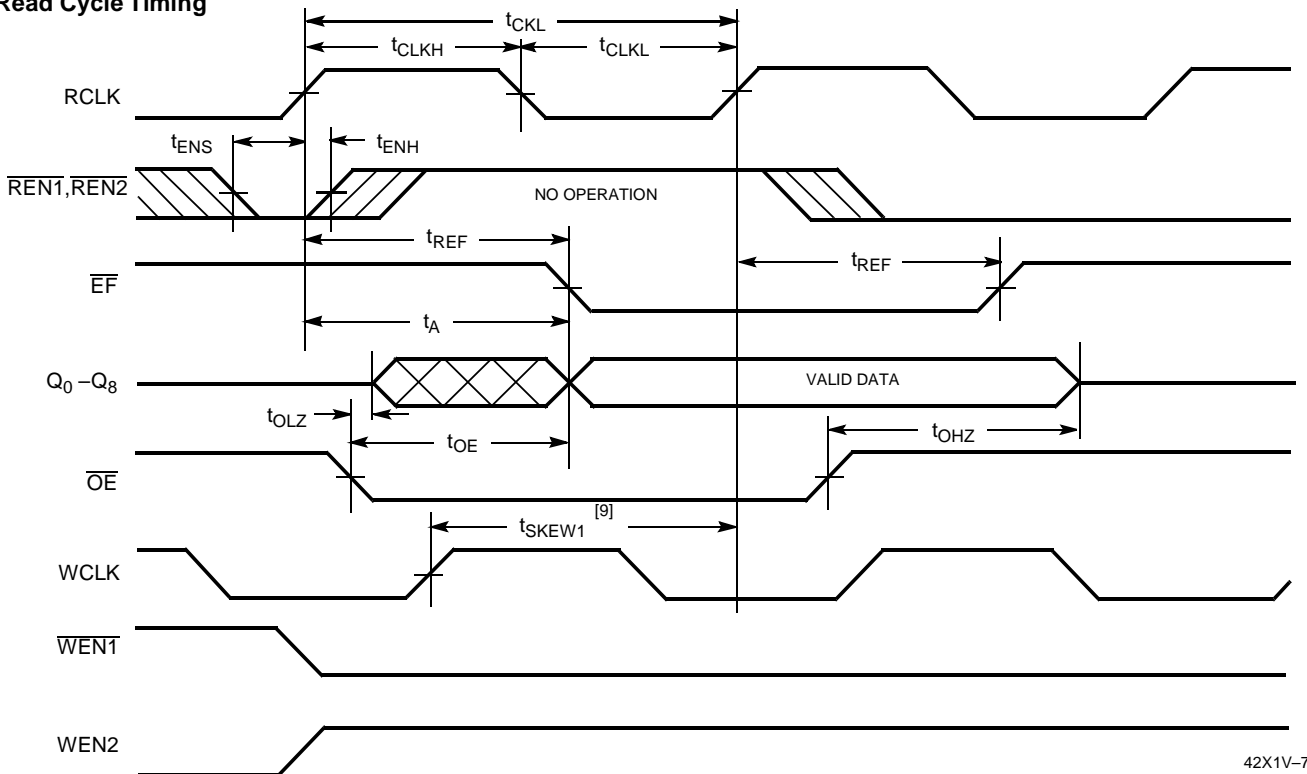 Read Cycle Timing
tCKL
tCLKH
tCLKL
RCLK
tENS
tENH
REN1,REN2
NO OPERATION
tREF
tREF
EF
tA
Q0 –Q8
VALID DATA
tOLZ
tOE
tOHZ
OE
tSKEW1 [9]
WCLK
WEN1
WEN2
42X1V–7